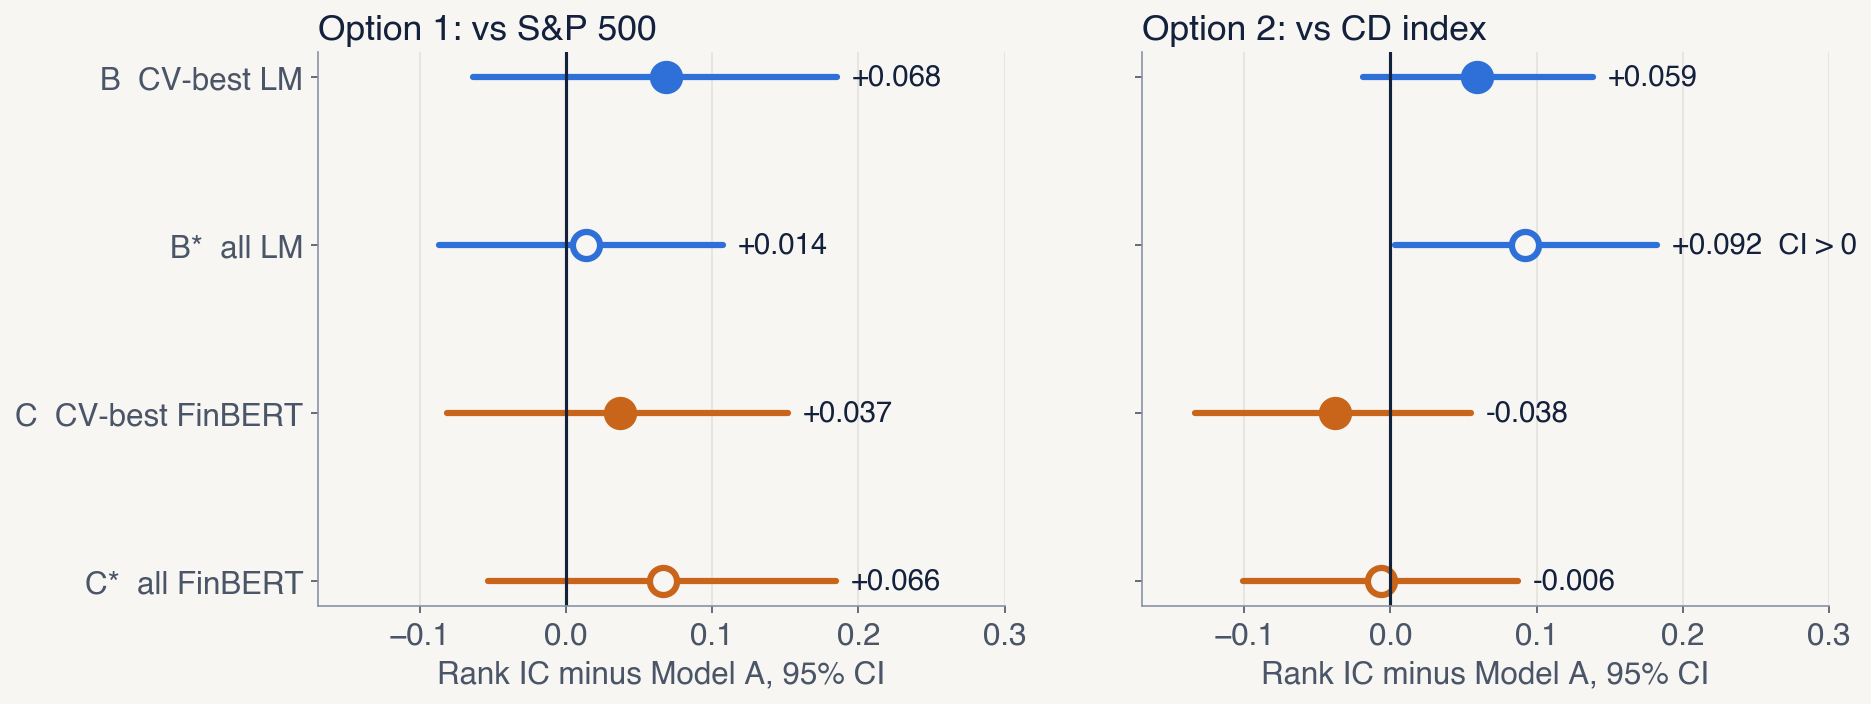 Option 1: vs S&P 500
Option 2: vs CD index
B  CV-best LM
+0.068
+0.059
B*  all LM
+0.014
+0.092  CI > 0
C  CV-best FinBERT
+0.037
-0.038
C*  all FinBERT
+0.066
-0.006
−0.1 0.0 0.1 0.2 0.3
−0.1 0.0 0.1 0.2 0.3
Rank IC minus Model A, 95% CI
Rank IC minus Model A, 95% CI